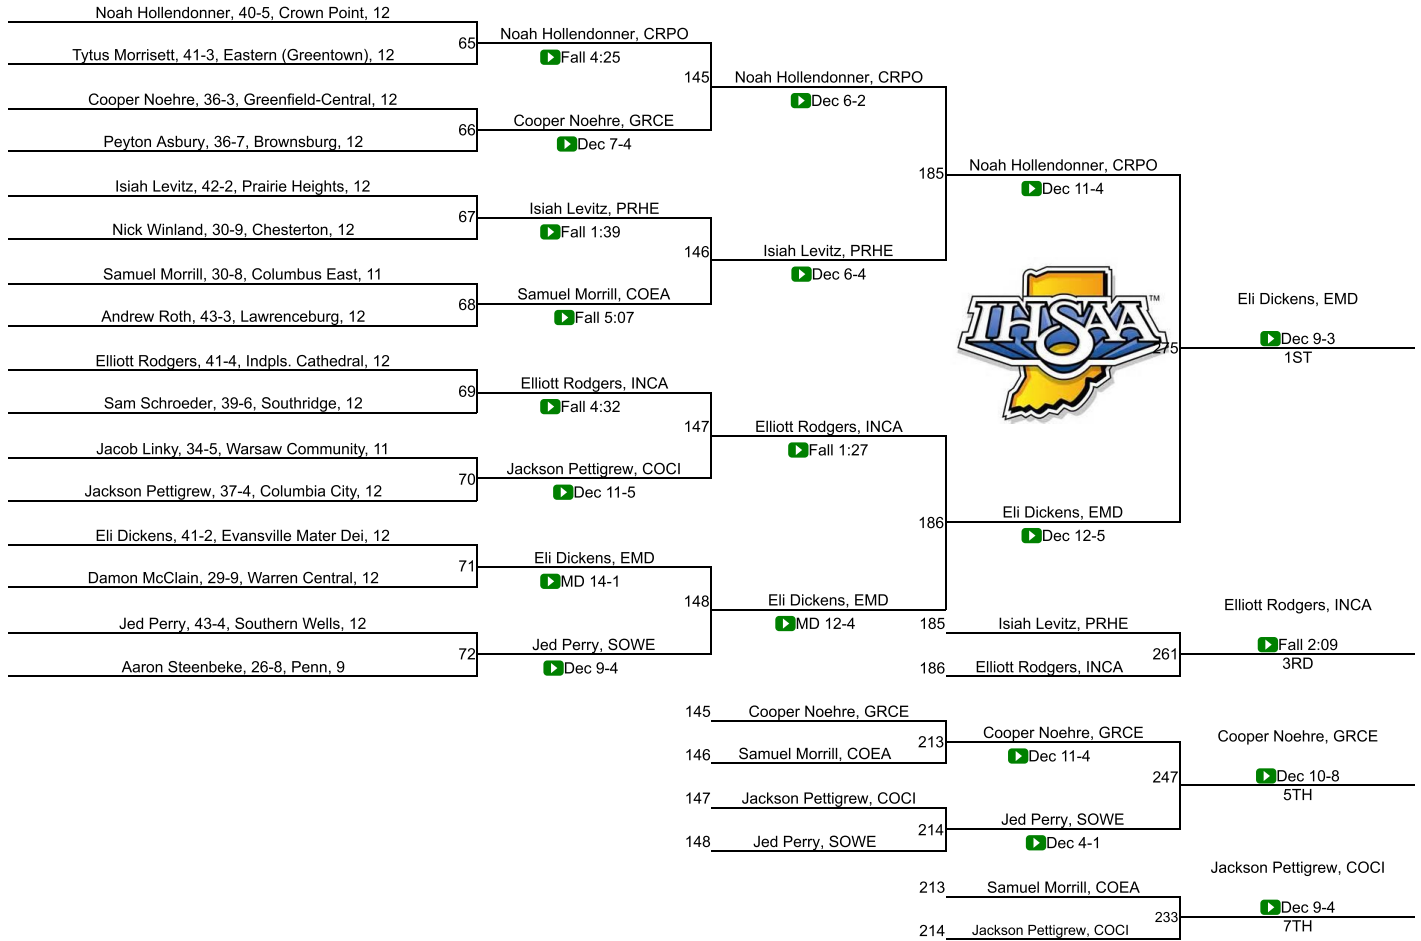 Noah Hollendonner, 40-5, Crown Point, 12
65
Tytus Morrisett, 41-3, Eastern (Greentown), 12
Noah Hollendonner, CRPO
Fall 4:25
145
Cooper Noehre, 36-3, Greenfield-Central, 12
66
Peyton Asbury, 36-7, Brownsburg, 12
Cooper Noehre, GRCE
Dec 7-4
Noah Hollendonner, CRPO
Dec 6-2
185
Isiah Levitz, 42-2, Prairie Heights, 12
67
Nick Winland, 30-9, Chesterton, 12
Isiah Levitz, PRHE
Fall 1:39
146
Samuel Morrill, 30-8, Columbus East, 11
68
Andrew Roth, 43-3, Lawrenceburg, 12
Samuel Morrill, COEA
Fall 5:07
Isiah Levitz, PRHE
Dec 6-4
Noah Hollendonner, CRPO
Dec 11-4
IHSAA
TM
275
Eli Dickens, EMD
Dec 9-3
1ST
Elliott Rodgers, 41-4, Indpls. Cathedral, 12
69
Sam Schroeder, 39-6, Southridge, 12
Elliott Rodgers, INCA
Fall 4:32
147
Jacob Linky, 34-5, Warsaw Community, 11
70
Jackson Pettigrew, 37-4, Columbia City, 12
Jackson Pettigrew, COCI
Dec 11-5
Elliott Rodgers, INCA
Fall 1:27
186
Eli Dickens, 41-2, Evansville Mater Dei, 12
71
Damon McClain, 29-9, Warren Central, 12
Eli Dickens, EMD
MD 14-1
148
Jed Perry, 43-4, Southern Wells, 12
72
Aaron Steenbeke, 26-8, Penn, 9
Jed Perry, SOWE
Dec 9-4
Eli Dickens, EMD
MD 12-4
Eli Dickens, EMD
Dec 12-5
185
Isiah Levitz, PRHE
261
186
Elliott Rodgers, INCA
Elliott Rodgers, INCA
Fall 2:09
3RD
145
Cooper Noehre, GRCE
213
146
Samuel Morrill, COEA
Cooper Noehre, GRCE
Dec 11-4
247
147
Jackson Pettigrew, COCI
214
148
Jed Perry, SOWE
Jed Perry, SOWE
Dec 4-1
Cooper Noehre, GRCE
Dec 10-8
5TH
213
Samuel Morrill, COEA
233
214
Jackson Pettigrew, COCI
Jackson Pettigrew, COCI
Dec 9-4
7TH